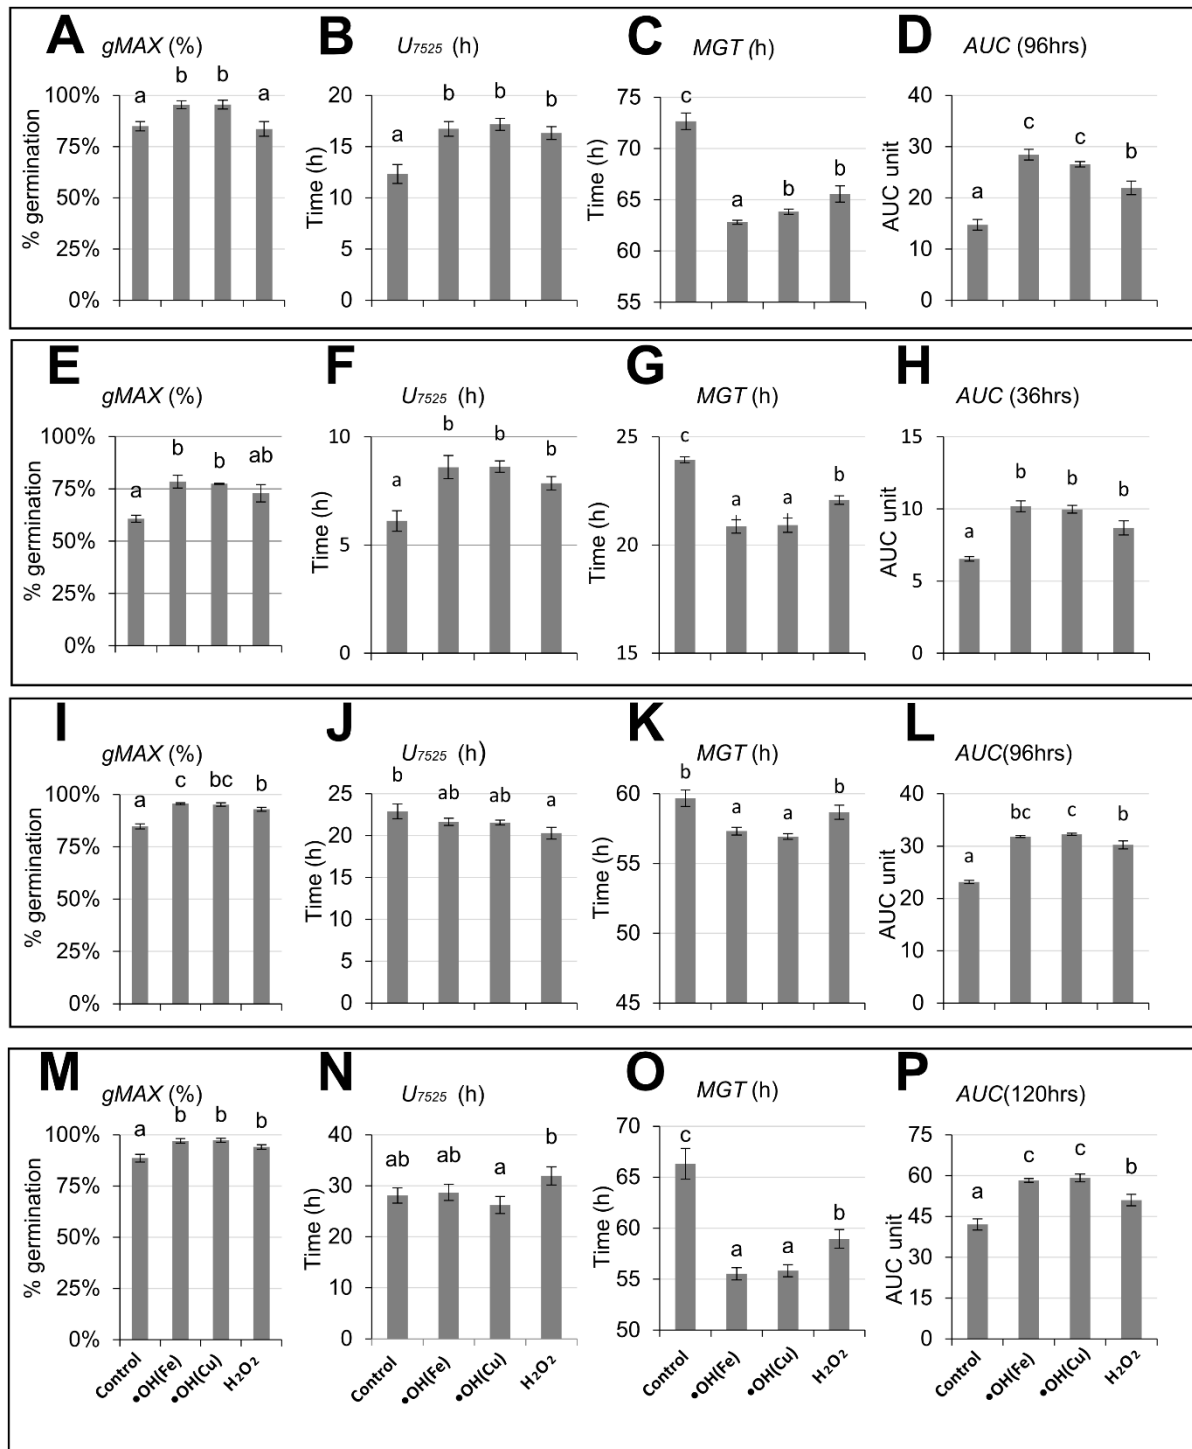 A gMAX (%)
B U7525 (h)
C MGT (h)
D AUC (96hrs)
% germination
100%
75%
50%
25%
0%
a b b a
Time (h)
20
15
10
5
0
a b b b
Time (h)
75
70
65
60
55
c a b b
AUC unit
40
30
20
10
0
a c c b
E gMAX (%)
F U7525 (h)
G MGT (h)
H AUC (36hrs)
% germination
100%
75%
50%
25%
0%
a b b ab
Time (h)
10
5
0
a b b b
Time (h)
25
20
15
c a a b
AUC unit
15
10
5
0
a b b b
I gMAX (%)
J U7525 (h)
K MGT (h)
L AUC(96hrs)
% germination
100%
75%
50%
25%
0%
a c bc b
Time (h)
25
20
15
10
5
0
b ab ab a
Time (h)
60
55
50
45
b a a b
AUC unit
40
30
20
10
0
a bc c b
M gMAX (%)
N U7525 (h)
O MGT (h)
P AUC(120hrs)
% germination
100%
75%
50%
25%
0%
a b b b
Control •OH(Fe) •OH(Cu) H2O2
Time (h)
40
30
20
10
0
ab ab a b
Control •OH(Fe) •OH(Cu) H2O2
Time (h)
70
65
60
55
50
c a a b
Control •OH(Fe) •OH(Cu) H2O2
AUC unit
75
60
45
30
15
0
a c c b
Control •OH(Fe) •OH(Cu) H2O2